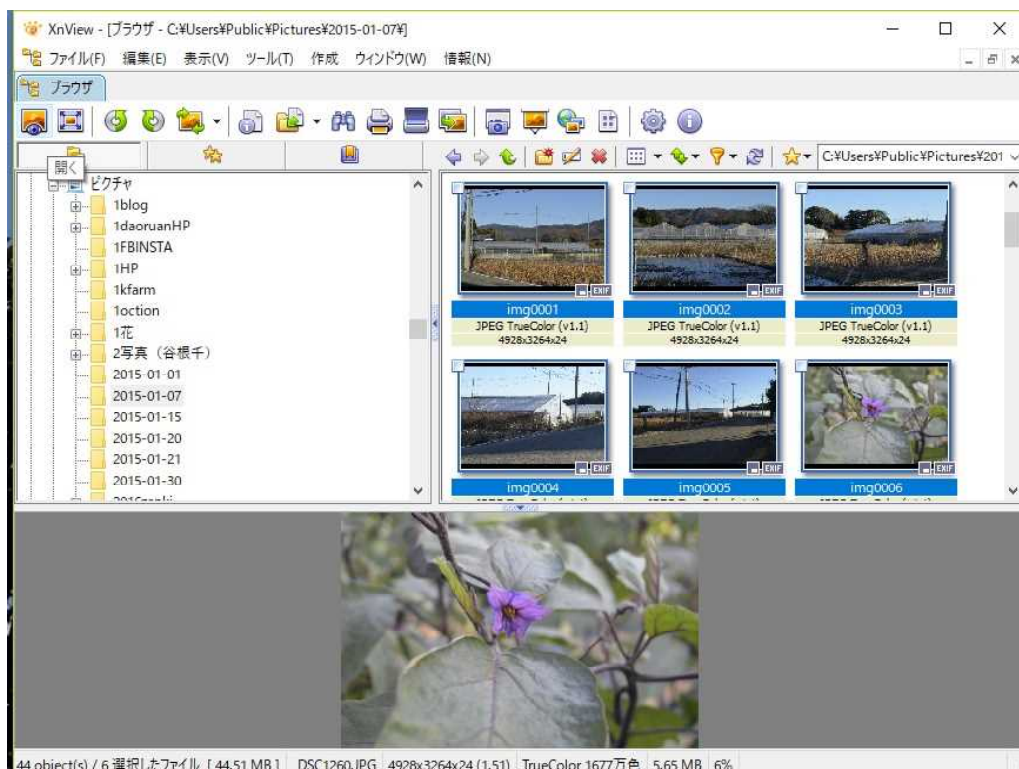 XnView - [ブラウザ - C:¥Users¥Public¥Pictures¥2015-01-07¥]
ファイル(F) 編集(E) 表示(V) ツール(T) 作成 ウィンドウ(W) 情報(N)
ブラウザ
開く
C:¥Users¥Public¥Pictures¥201
ピクチャ
1blog
1daoruanHP
1FBINSTA
1HP
1kfarm
1oction
1花
2写真（谷根千）
2015-01-01
2015-01-07
2015-01-15
2015-01-20
2015-01-21
2015-01-30
EXIF EXIF EXIF
img0001 img0002 img0003
JPEG TrueColor (v1.1) JPEG TrueColor (v1.1) JPEG TrueColor (v1.1)
4928x3264x24 4928x3264x24 4928x3264x24
EXIF EXIF EXIF
img0004 img0005 img0006
44 object(s) / 6 選択したファイル [ 44.51 MB ] DSC1260.JPG 4928x3264x24 (1.51) TrueColor 1677万色 5.65 MB 6%